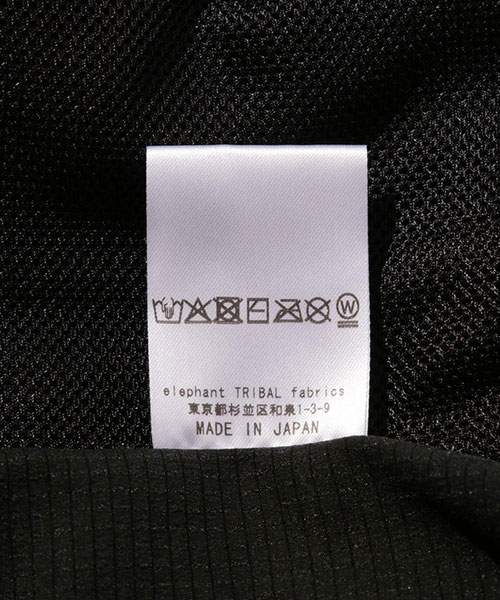 W
elephant TRIBAL fabrics
東京都杉並区和泉1-3-9
MADE IN JAPAN